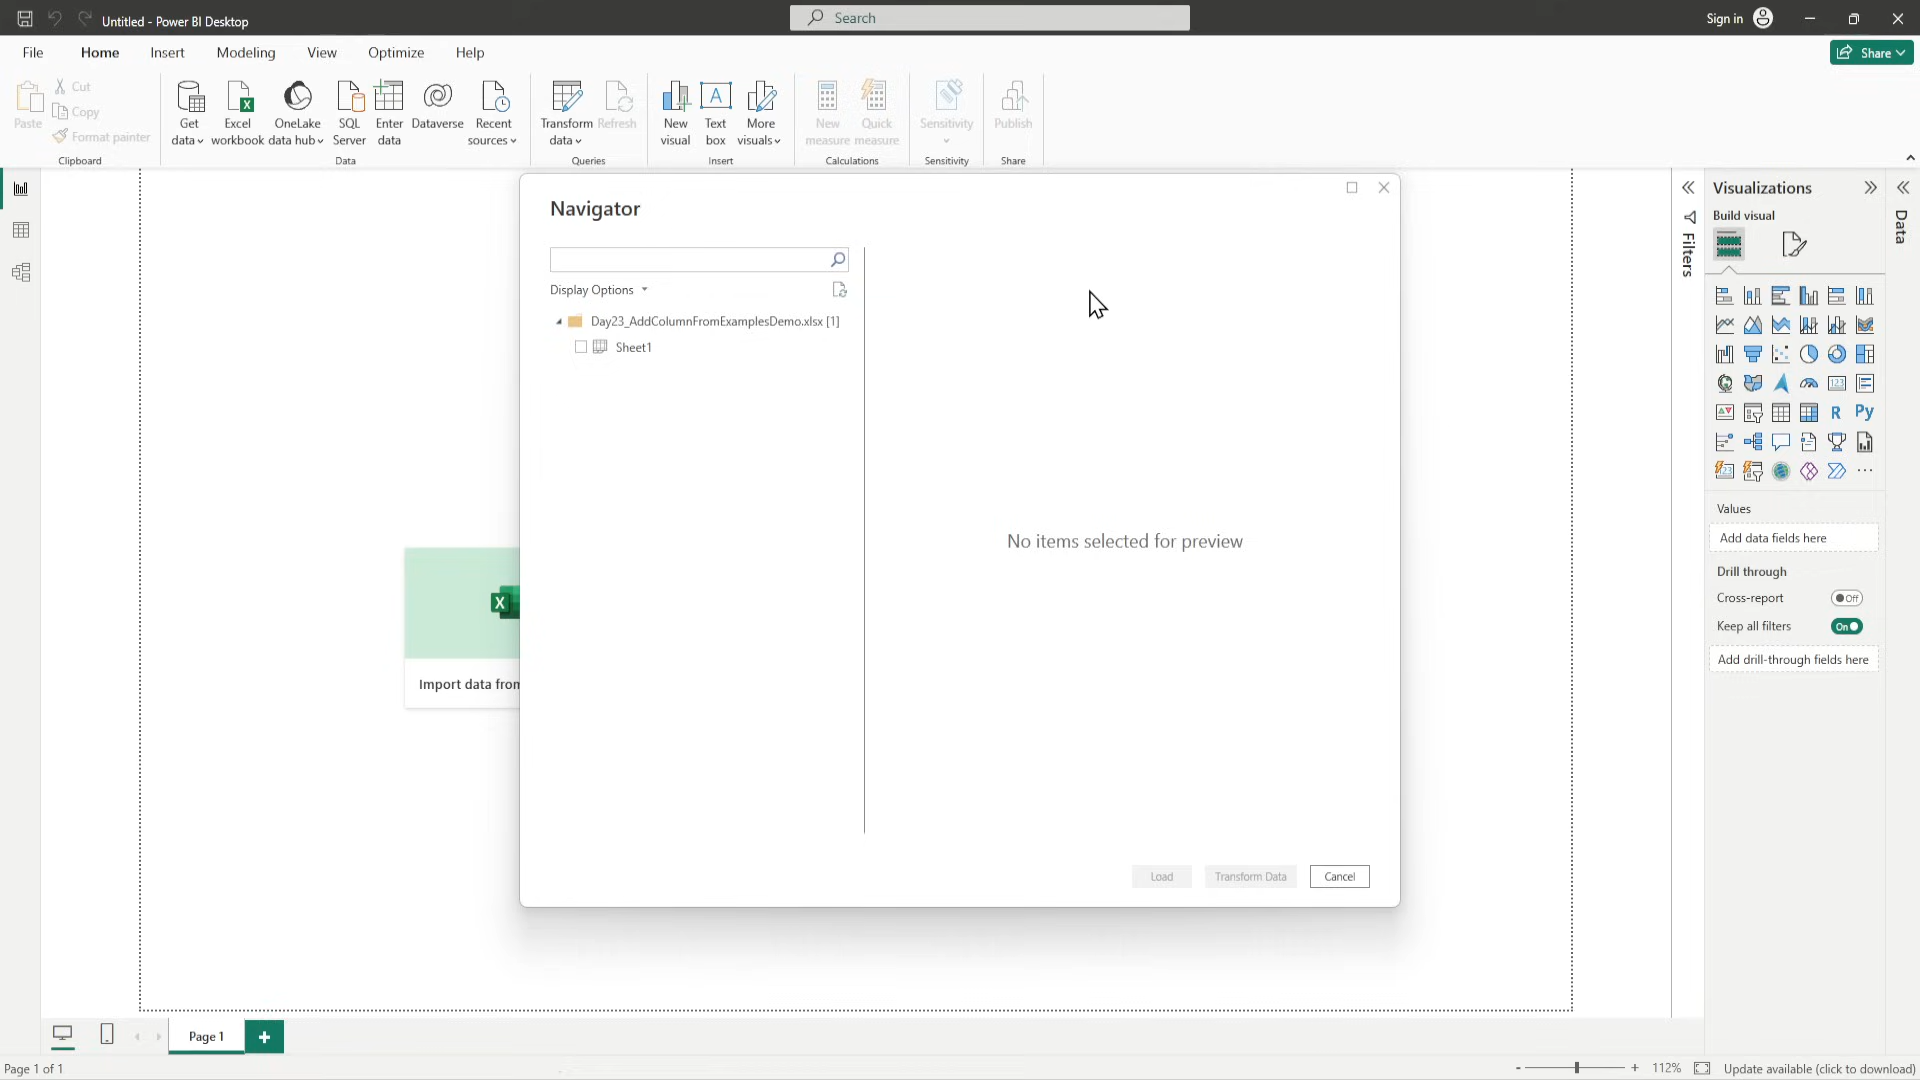 Untitled - Power BI Desktop
Search
Sign in
File
Home
Insert
Modeling
View
Optimize
Help
Share
Paste
Cut
Copy
Format painter
Clipboard
Get data
Excel workbook
OneLake data hub
SQL Server
Enter data
Dataverse
Recent sources
Data
Transform data
Refresh
Queries
New visual
A
Text box
More visuals
Insert
New measure
Quick measure
Calculations
Sensitivity
Sensitivity
Publish
Share
Navigator
Display Options
Day23_AddColumnFromExamplesDemo.xlsx [1]
Sheet1
No items selected for preview
Load
Transform Data
Cancel
X
Import data from
Filters
Visualizations
Build visual
123
R
Py
123
Values
Add data fields here
Drill through
Cross-report
Off
Keep all filters
On
Add drill-through fields here
Data
Page 1
Page 1 of 1
- + 112%
Update available (click to download)